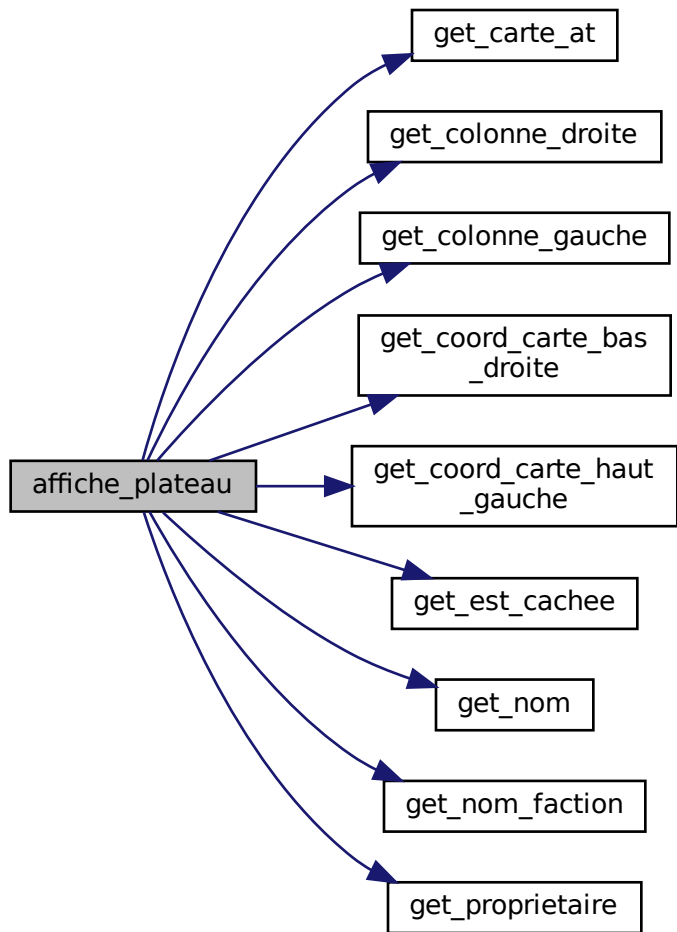 get_carte_at
get_colonne_droite
get_colonne_gauche
get_coord_carte_bas
_droite
affiche_plateau
get_coord_carte_haut
_gauche
get_est_cachee
get_nom
get_nom_faction
get_proprietaire